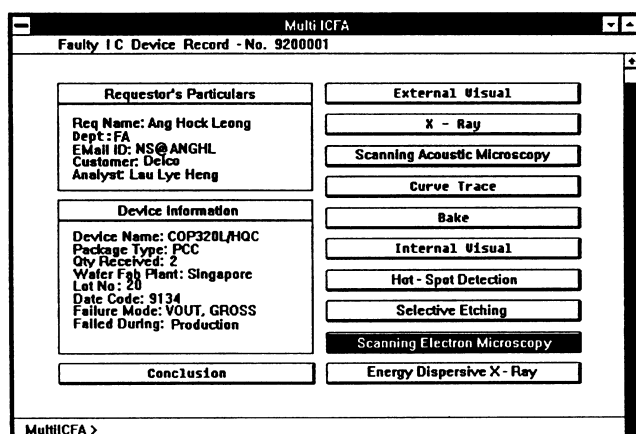 Multi ICFA
Faulty IC Device Record - No. 9200001
Requestor's Particulars
Req Name: Ang Hock Leong
Dept: FA
EMail ID: NS@ANGHL
Customer: Delco
Analyst: Lau Lye Heng
Device Information
Device Name: COP320L/HQC
Package Type: PCC
Qty Received: 2
Wafer Fab Plant: Singapore
Lot No: 20
Date Code: 9134
Failure Mode: VOUT, GROSS
Failed During: Production
Conclusion
External Visual
X - Ray
Scanning Acoustic Microscopy
Curve Trace
Bake
Internal Visual
Hot - Spot Detection
Selective Etching
Scanning Electron Microscopy
Energy Dispersive X - Ray
MultiICFA >